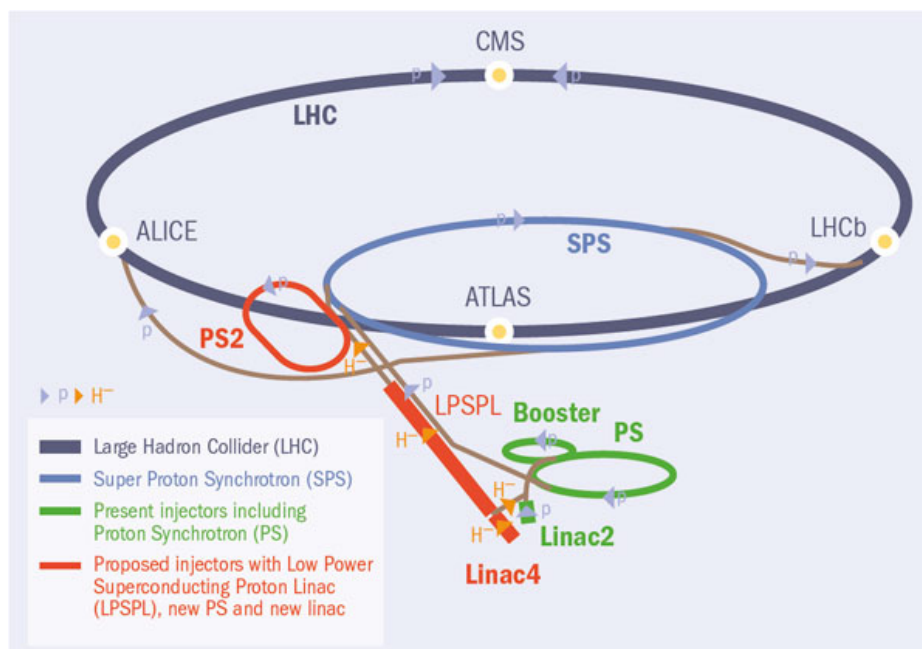 CMS
p
p
LHC
ALICE
LHCb
p
SPS
p
p
ATLAS
p
PS2
H⁻
p H⁻
p
LPSPL
Booster
PS
H⁻
p
H⁻
p
p
H⁻
Linac2
Linac4
Large Hadron Collider (LHC)
Super Proton Synchrotron (SPS)
Present injectors including
Proton Synchrotron (PS)
Proposed injectors with Low Power
Superconducting Proton Linac
(LPSPL), new PS and new linac